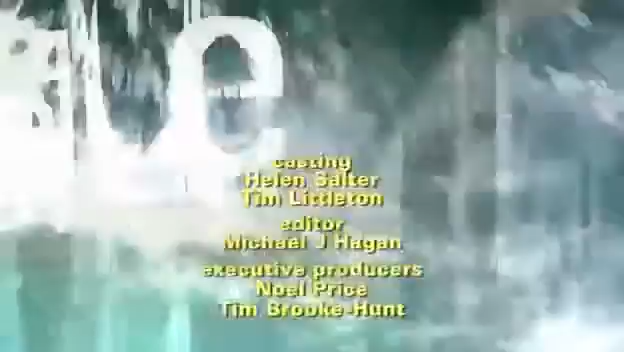 e
casting
Helen Salter
Tim Littleton
editor
Michael J Hagan
executive producers
Noel Price
Tim Brooke-Hunt